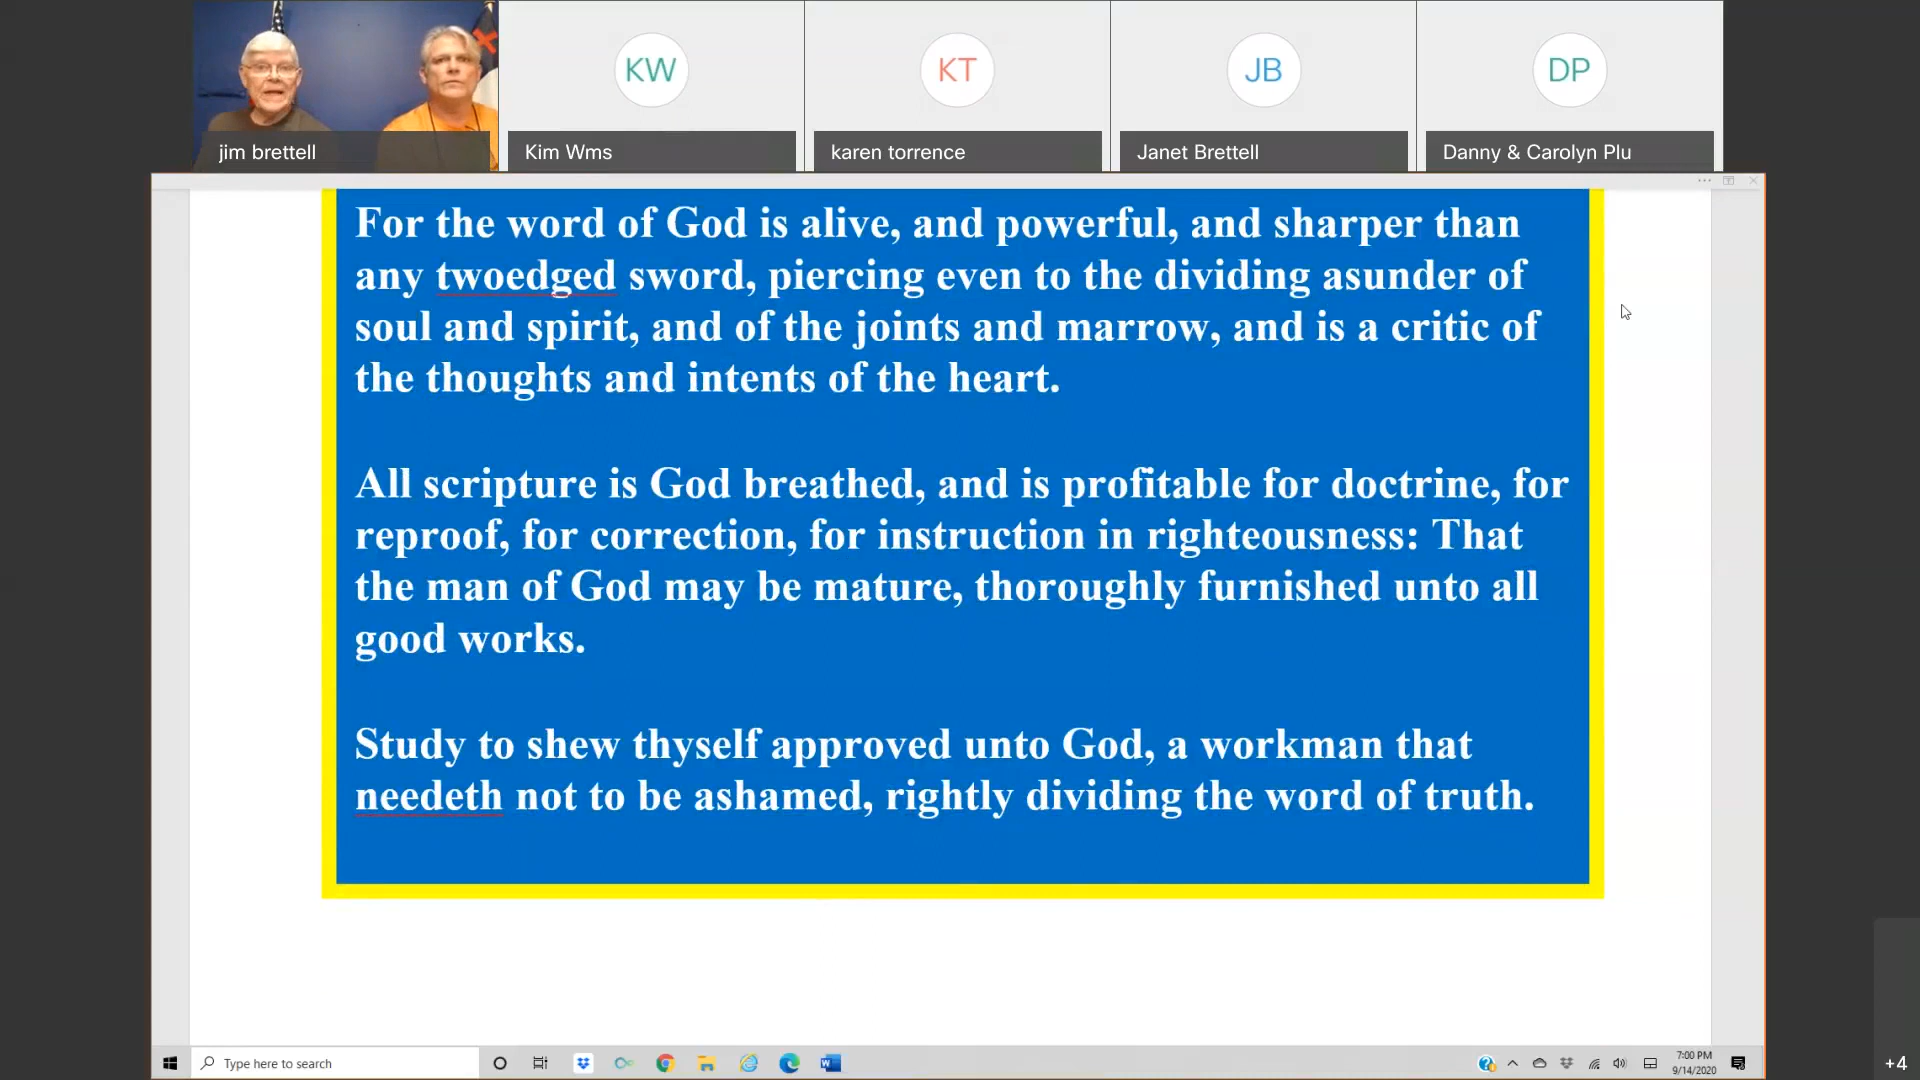 KW
KT
JB
DP
jim brettell
Kim Wms
karen torrence
Janet Brettell
Danny & Carolyn Plu
For the word of God is alive, and powerful, and sharper than
any twoedged sword, piercing even to the dividing asunder of
soul and spirit, and of the joints and marrow, and is a critic of
the thoughts and intents of the heart.
All scripture is God breathed, and is profitable for doctrine, for
reproof, for correction, for instruction in righteousness: That
the man of God may be mature, thoroughly furnished unto all
good works.
Study to shew thyself approved unto God, a workman that
needeth not to be ashamed, rightly dividing the word of truth.
Type here to search
7:00 PM
9/14/2020
+4